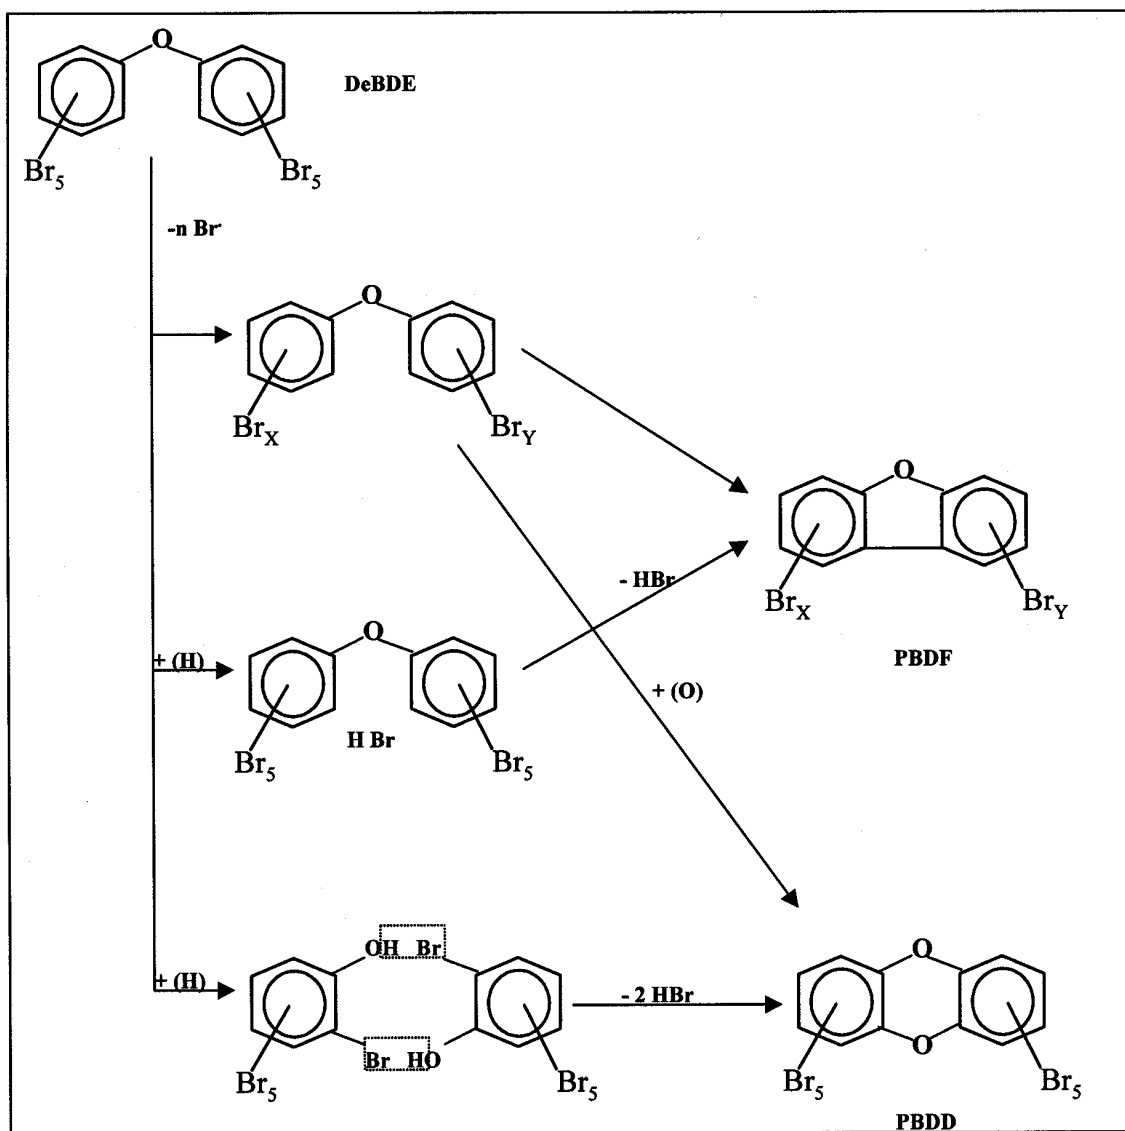 O
DeBDE
Br5 Br5
-n Br·
O
BrX BrY
O
- HBr
BrX BrY
PBDF
O
+ (H)
+ (O)
H Br
Br5 Br5
OH Br
O
+ (H)
- 2 HBr
Br HO
O
Br5 Br5
Br5 Br5
PBDD